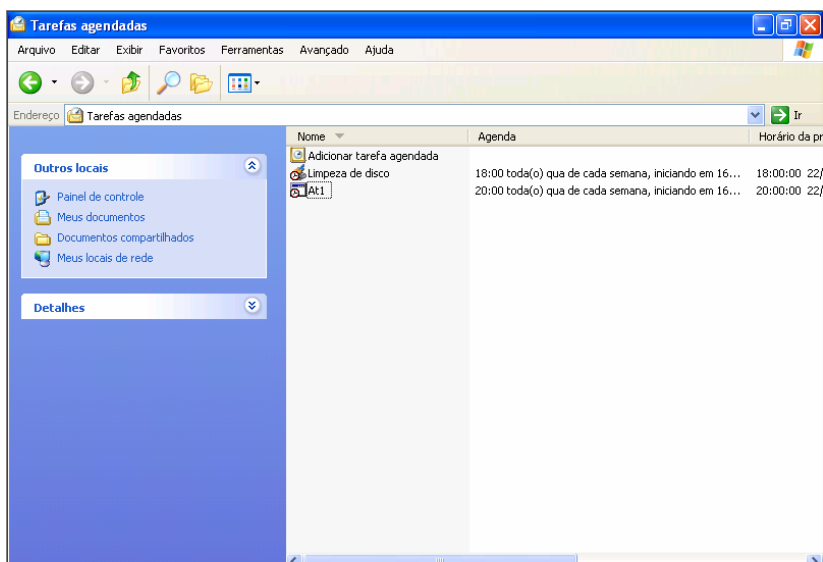 Tarefas agendadas
Arquivo Editar Exibir Favoritos Ferramentas Avançado Ajuda
Endereço Tarefas agendadas Ir
Outros locais
Painel de controle
Meus documentos
Documentos compartilhados
Meus locais de rede
Detalhes
Nome Agenda Horário da pr
Adicionar tarefa agendada
Limpeza de disco 18:00 toda(o) qua de cada semana, iniciando em 16... 18:00:00 22/
At1 20:00 toda(o) qua de cada semana, iniciando em 16... 20:00:00 22/